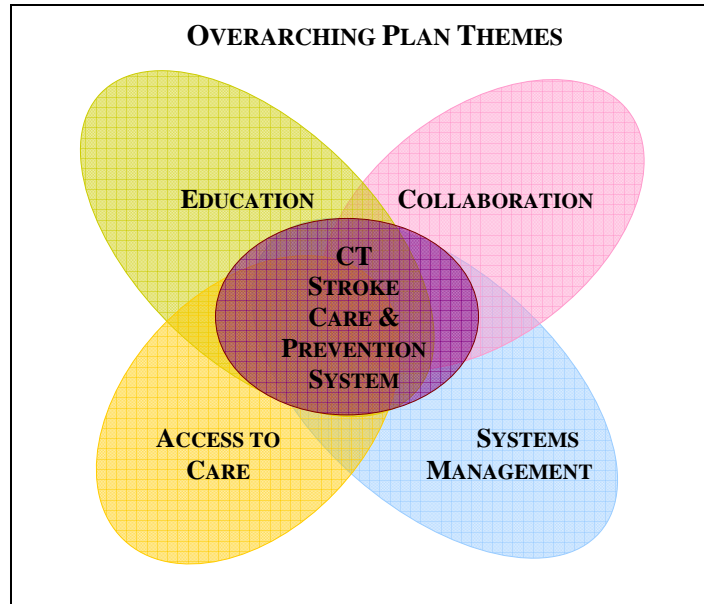 OVERARCHING PLAN THEMES
EDUCATION
COLLABORATION
CT
STROKE
CARE &
PREVENTION
SYSTEM
ACCESS TO
CARE
SYSTEMS
MANAGEMENT